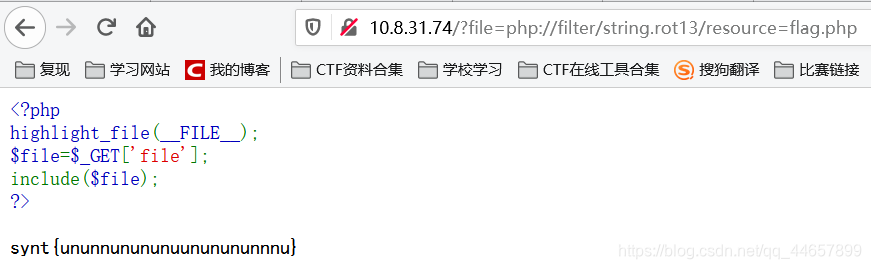 10.8.31.74/?file=php://filter/string.rot13/resource=flag.php
复现 学习网站 C 我的博客 CTF资料合集 学校学习 CTF在线工具合集 S 搜狗翻译 比赛链接
<?php
highlight_file(__FILE__);
$file=$_GET['file'];
include($file);
?>
synt{ununnunununuunununnnnu}
https://blog.csdn.net/qq_44657899